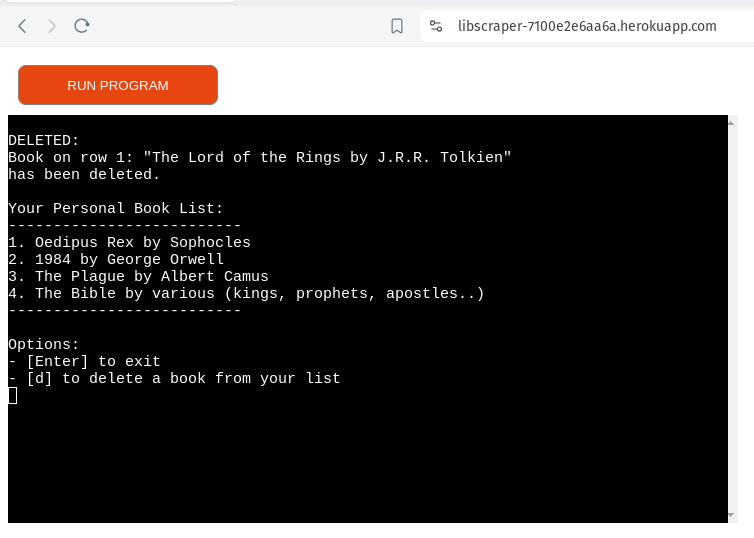 libscraper-7100e2e6aa6a.herokuapp.com
RUN PROGRAM
DELETED:
Book on row 1: "The Lord of the Rings by J.R.R. Tolkien"
has been deleted.
Your Personal Book List:
--------------------------
1. Oedipus Rex by Sophocles
2. 1984 by George Orwell
3. The Plague by Albert Camus
4. The Bible by various (kings, prophets, apostles..)
--------------------------
Options:
- [Enter] to exit
- [d] to delete a book from your list